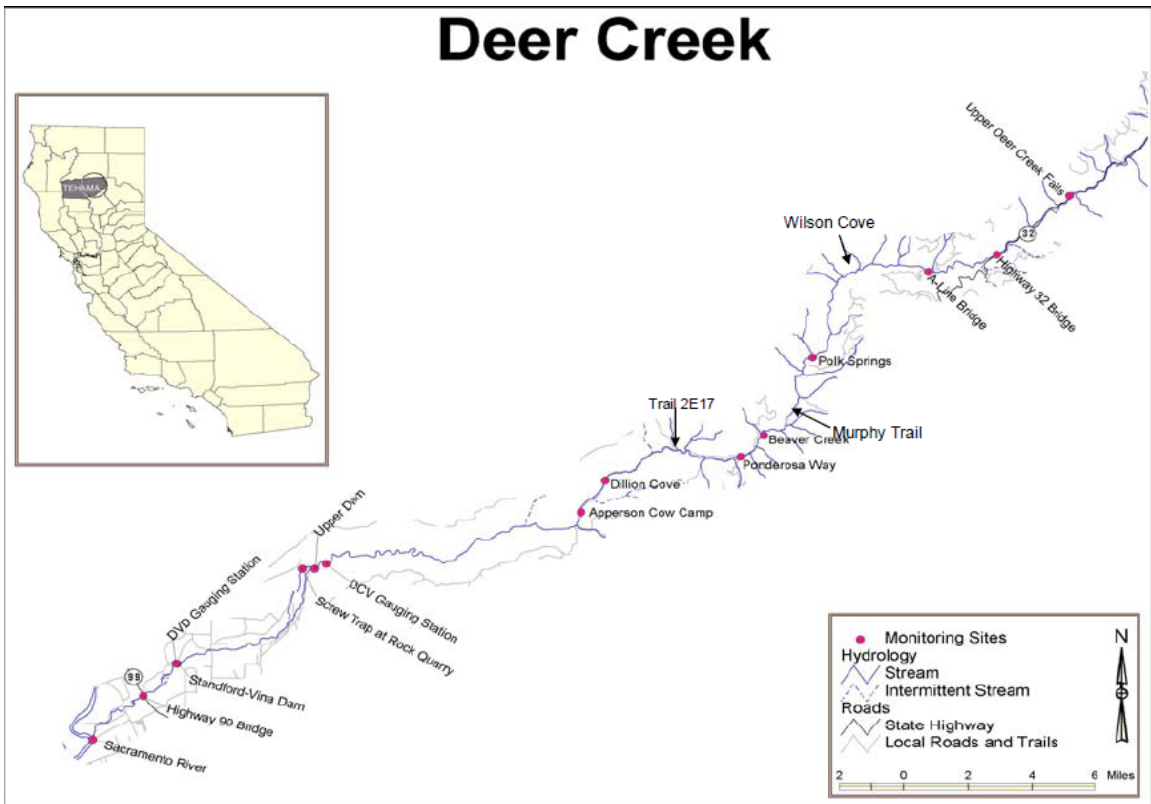 Deer Creek
TEHAMA
Upper Deer Creek Falls
Wilson Cove
32
Highway 32 Bridge
A-Line Bridge
Polk Springs
Trail 2E17
Murphy Trail
Beaver Creek
Ponderosa Way
Dillion Cove
Apperson Cow Camp
Upper Dam
DCV Gauging Station
Screw Trap at Rock Quarry
DVD Gauging Station
Standford-Vina Dam
99
Highway 99 Bridge
Sacramento River
Monitoring Sites
Hydrology
Stream
Intermittent Stream
Roads
State Highway
Local Roads and Trails
N
2 0 2 4 6 Miles